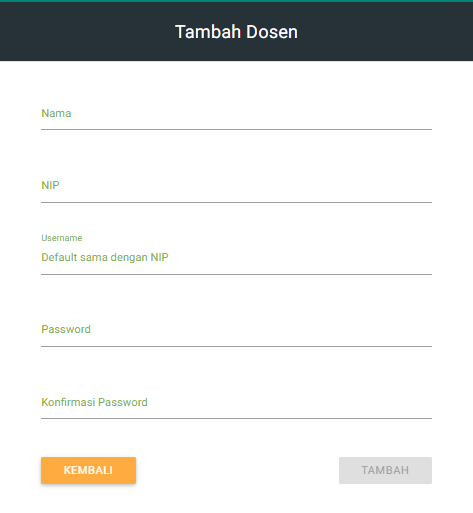 Tambah Dosen
Nama
NIP
Username
Default sama dengan NIP
Password
Konfirmasi Password
KEMBALI
TAMBAH